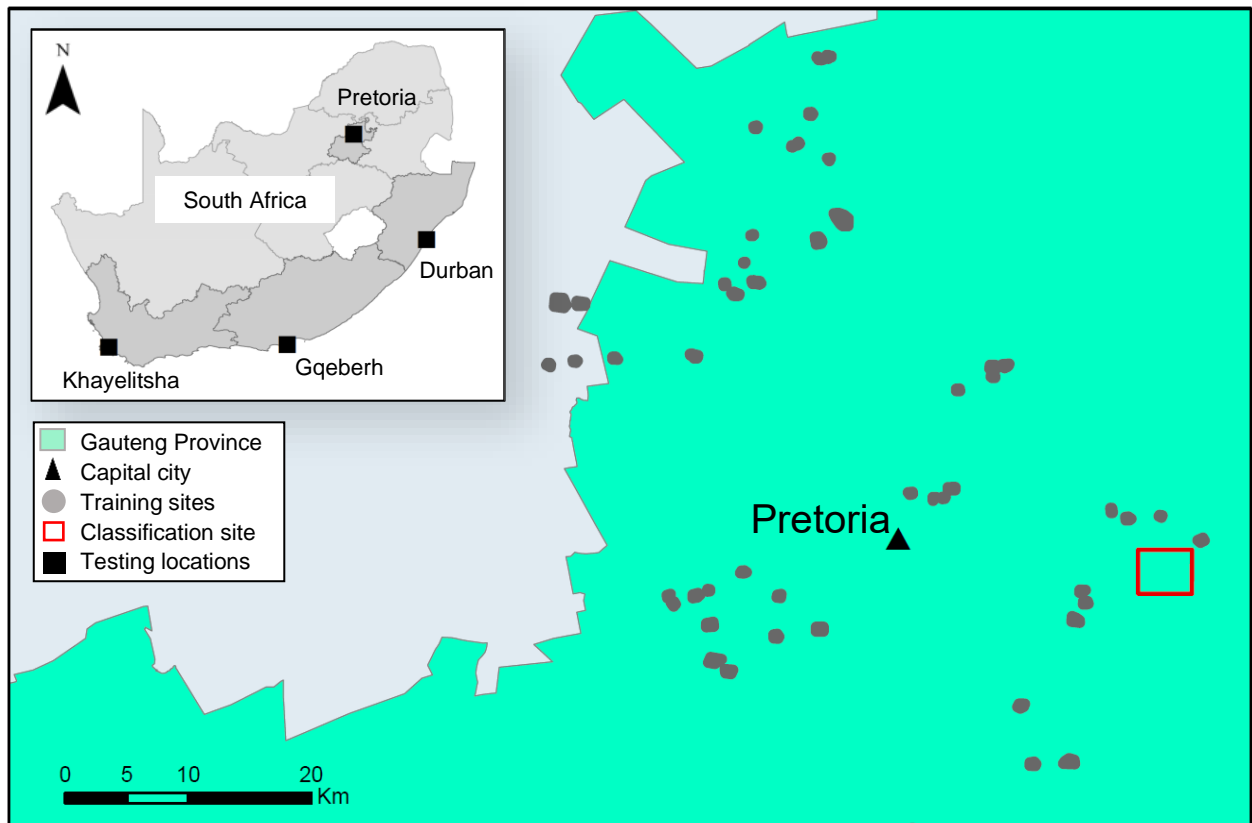 N
Pretoria
South Africa
Durban
Gqeberh
Khayelitsha
Gauteng Province
Capital city
Training sites
Classification site
Testing locations
Pretoria
0 5 10 20
Km